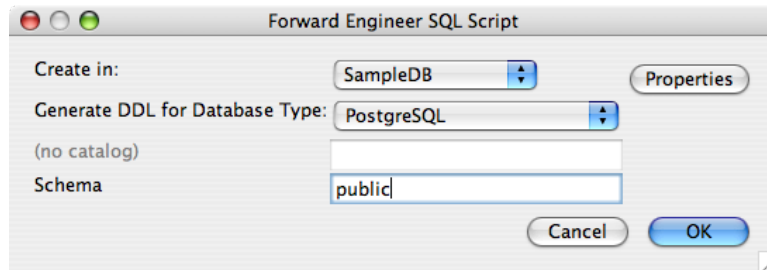 Forward Engineer SQL Script
Create in: SampleDB Properties
Generate DDL for Database Type: PostgreSQL
(no catalog)
Schema public
Cancel OK